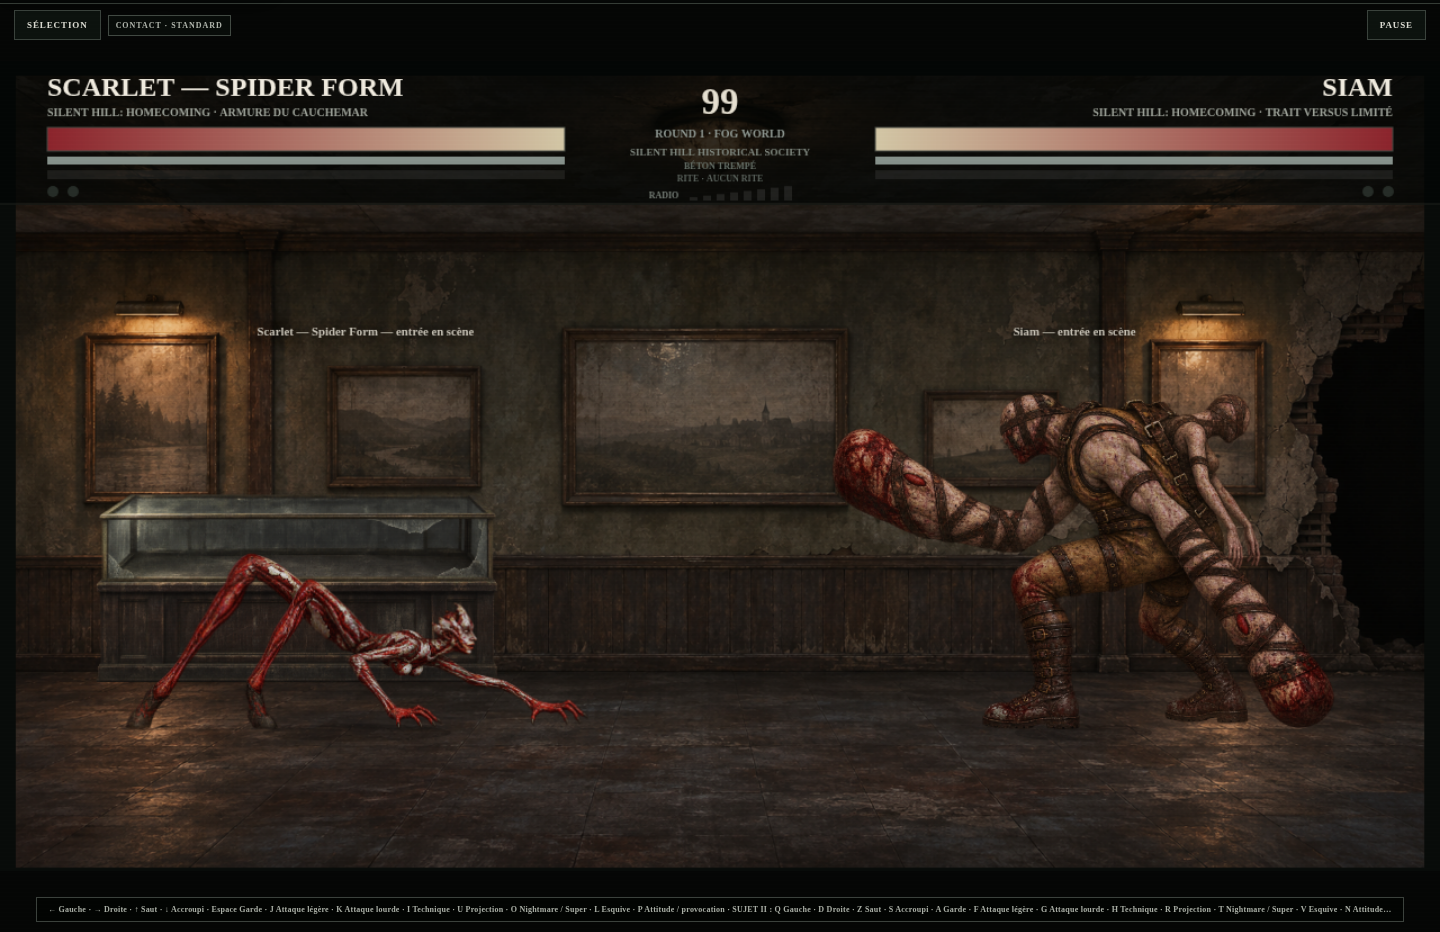 SÉLECTION
CONTACT · STANDARD
PAUSE
SCARLET — SPIDER FORM
SILENT HILL: HOMECOMING · ARMURE DU CAUCHEMAR
99
ROUND 1 · FOG WORLD
SILENT HILL HISTORICAL SOCIETY
BÉTON TREMPÉ
RITE · AUCUN RITE
RADIO
SIAM
SILENT HILL: HOMECOMING · TRAIT VERSUS LIMITÉ
Scarlet — Spider Form — entrée en scène
Siam — entrée en scène
← Gauche · → Droite · ↑ Saut · ↓ Accroupi · Espace Garde · J Attaque légère · K Attaque lourde · I Technique · U Projection · O Nightmare / Super · L Esquive · P Attitude / provocation · SUJET II : Q Gauche · D Droite · Z Saut · S Accroupi · A Garde · F Attaque légère · G Attaque lourde · H Technique · R Projection · T Nightmare / Super · V Esquive · N Attitude…